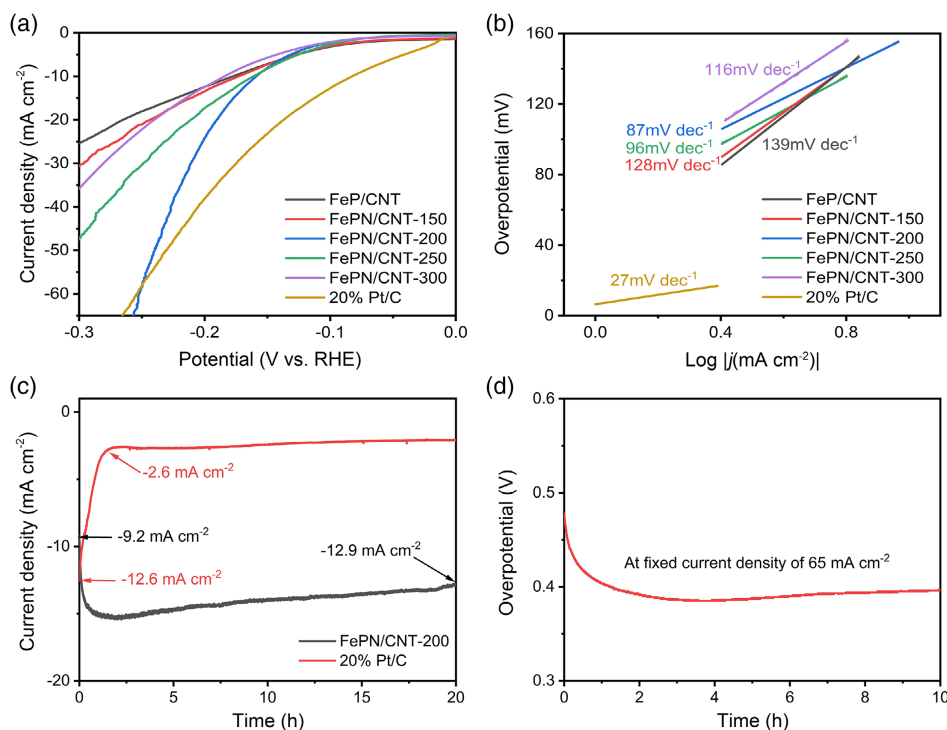 (a)
Current density (mA cm⁻²)
0
-10
-20
-30
-40
-50
-60
-0.3
-0.2
-0.1
0.0
Potential (V vs. RHE)
FeP/CNT
FePN/CNT-150
FePN/CNT-200
FePN/CNT-250
FePN/CNT-300
20% Pt/C
(b)
Overpotential (mV)
160
120
80
40
0
0.0
0.4
0.8
Log |j(mA cm⁻²)|
116mV dec⁻¹
87mV dec⁻¹
96mV dec⁻¹
128mV dec⁻¹
139mV dec⁻¹
27mV dec⁻¹
FeP/CNT
FePN/CNT-150
FePN/CNT-200
FePN/CNT-250
FePN/CNT-300
20% Pt/C
(c)
Current density (mA cm⁻²)
0
-10
-20
0
5
10
15
20
Time (h)
-2.6 mA cm⁻²
-9.2 mA cm⁻²
-12.6 mA cm⁻²
-12.9 mA cm⁻²
FePN/CNT-200
20% Pt/C
(d)
Overpotential (V)
0.6
0.5
0.4
0.3
0
2
4
6
8
10
Time (h)
At fixed current density of 65 mA cm⁻²